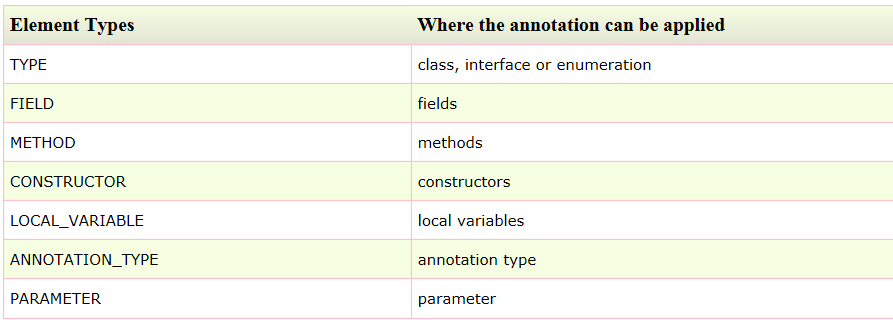 Element Types Where the annotation can be applied
TYPE class, interface or enumeration
FIELD fields
METHOD methods
CONSTRUCTOR constructors
LOCAL_VARIABLE local variables
ANNOTATION_TYPE annotation type
PARAMETER parameter